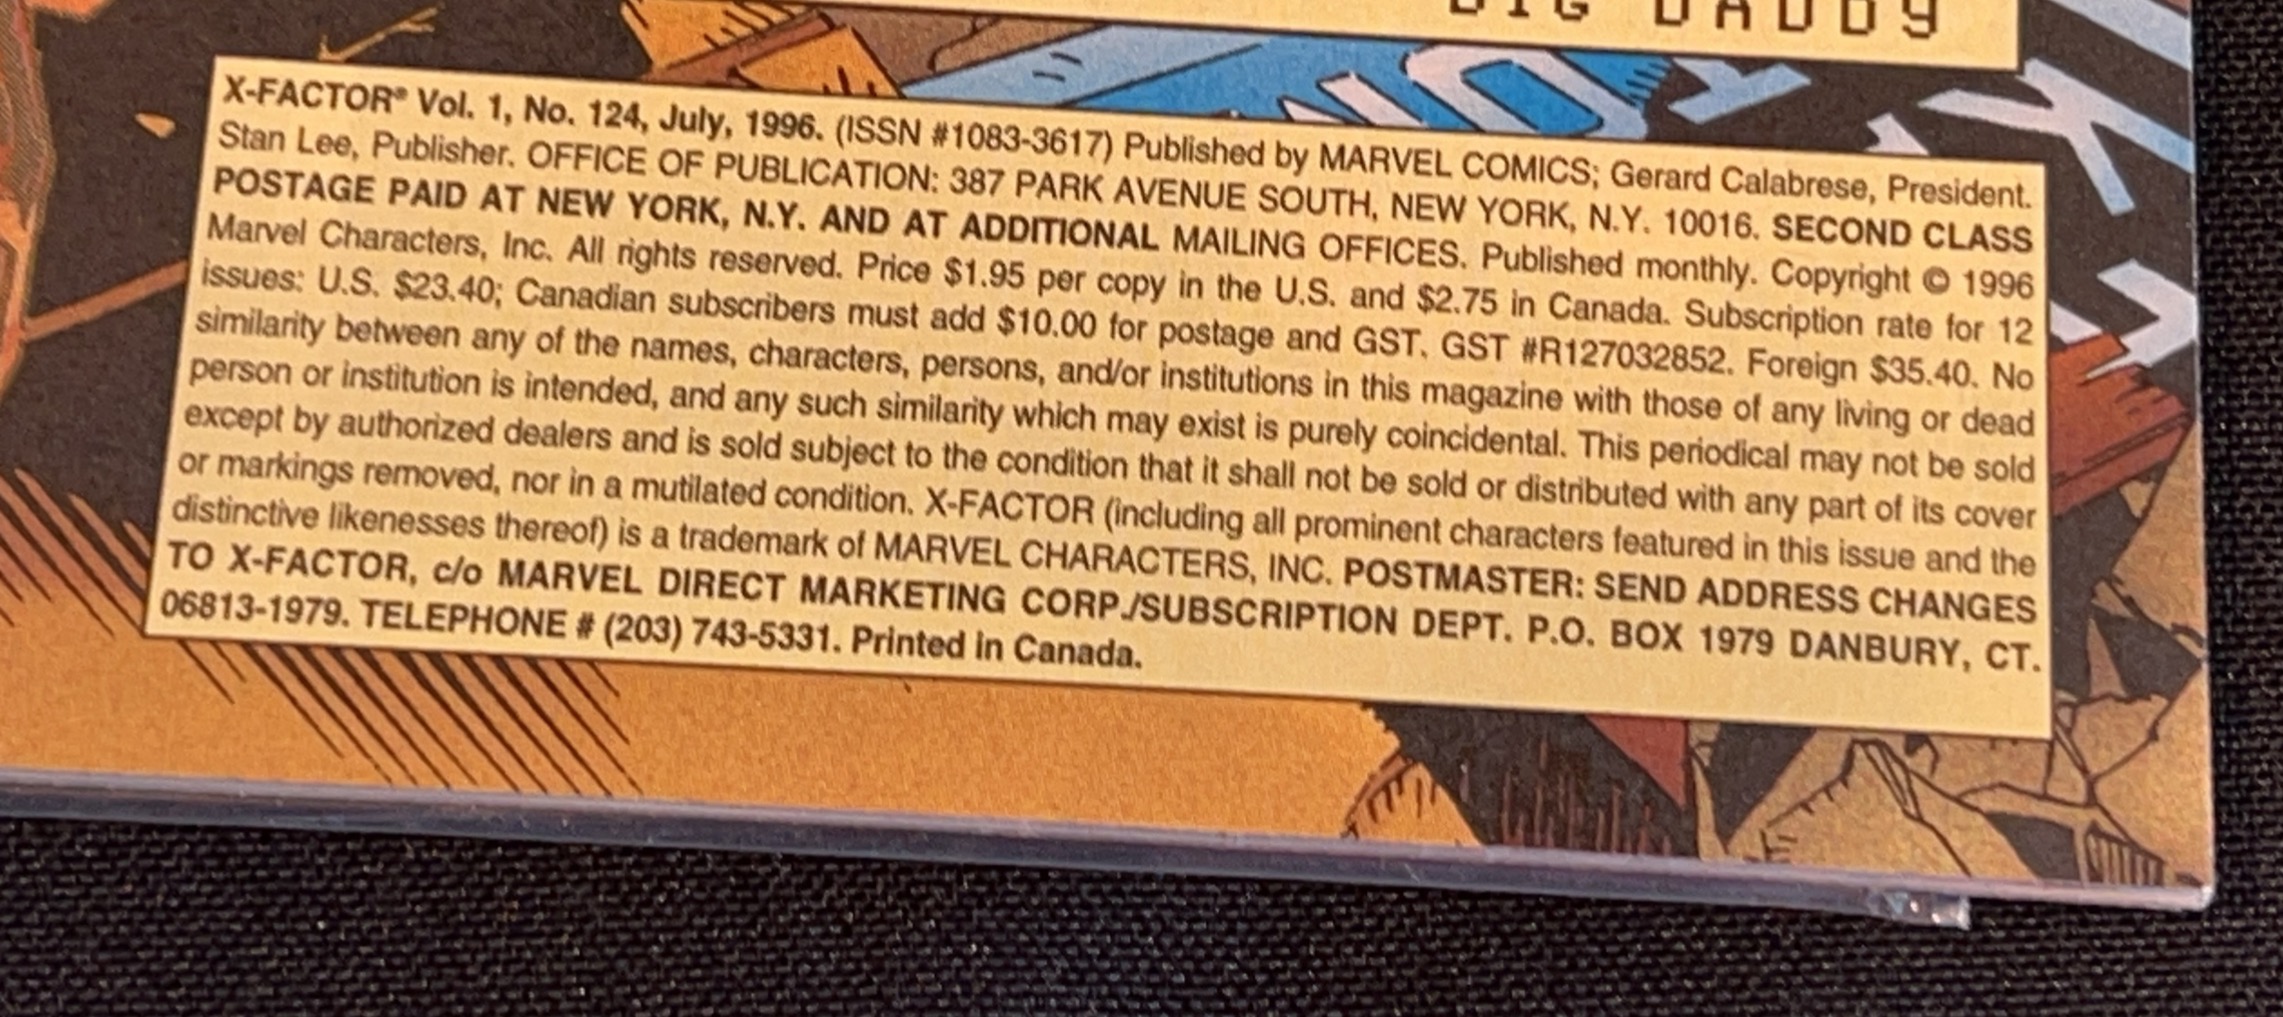 BIG DADDY
X-FACTOR® Vol. 1, No. 124, July, 1996. (ISSN #1083-3617) Published by MARVEL COMICS; Gerard Calabrese, President.
Stan Lee, Publisher. OFFICE OF PUBLICATION: 387 PARK AVENUE SOUTH, NEW YORK, N.Y. 10016. SECOND CLASS
POSTAGE PAID AT NEW YORK, N.Y. AND AT ADDITIONAL MAILING OFFICES. Published monthly. Copyright © 1996
Marvel Characters, Inc. All rights reserved. Price $1.95 per copy in the U.S. and $2.75 in Canada. Subscription rate for 12
issues: U.S. $23.40; Canadian subscribers must add $10.00 for postage and GST. GST #R127032852. Foreign $35.40. No
similarity between any of the names, characters, persons, and/or institutions in this magazine with those of any living or dead
person or institution is intended, and any such similarity which may exist is purely coincidental. This periodical may not be sold
except by authorized dealers and is sold subject to the condition that it shall not be sold or distributed with any part of its cover
or markings removed, nor in a mutilated condition. X-FACTOR (including all prominent characters featured in this issue and the
distinctive likenesses thereof) is a trademark of MARVEL CHARACTERS, INC. POSTMASTER: SEND ADDRESS CHANGES
TO X-FACTOR, c/o MARVEL DIRECT MARKETING CORP./SUBSCRIPTION DEPT. P.O. BOX 1979 DANBURY, CT.
06813-1979. TELEPHONE # (203) 743-5331. Printed in Canada.